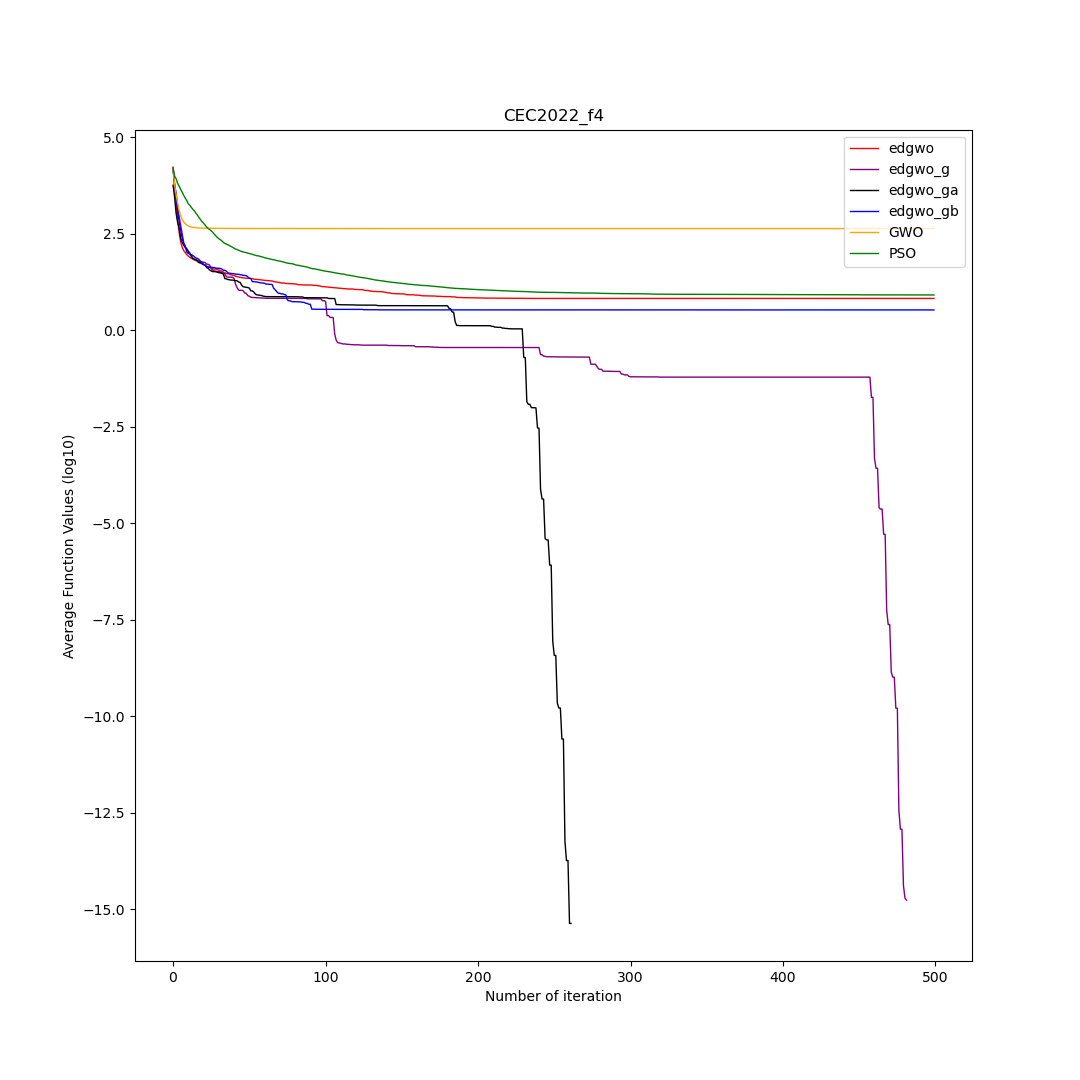 CEC2022_f4
5.0
2.5
0.0
−2.5
−5.0
−7.5
−10.0
−12.5
−15.0
Average Function Values (log10)
edgwo
edgwo_g
edgwo_ga
edgwo_gb
GWO
PSO
0 100 200 300 400 500
Number of iteration